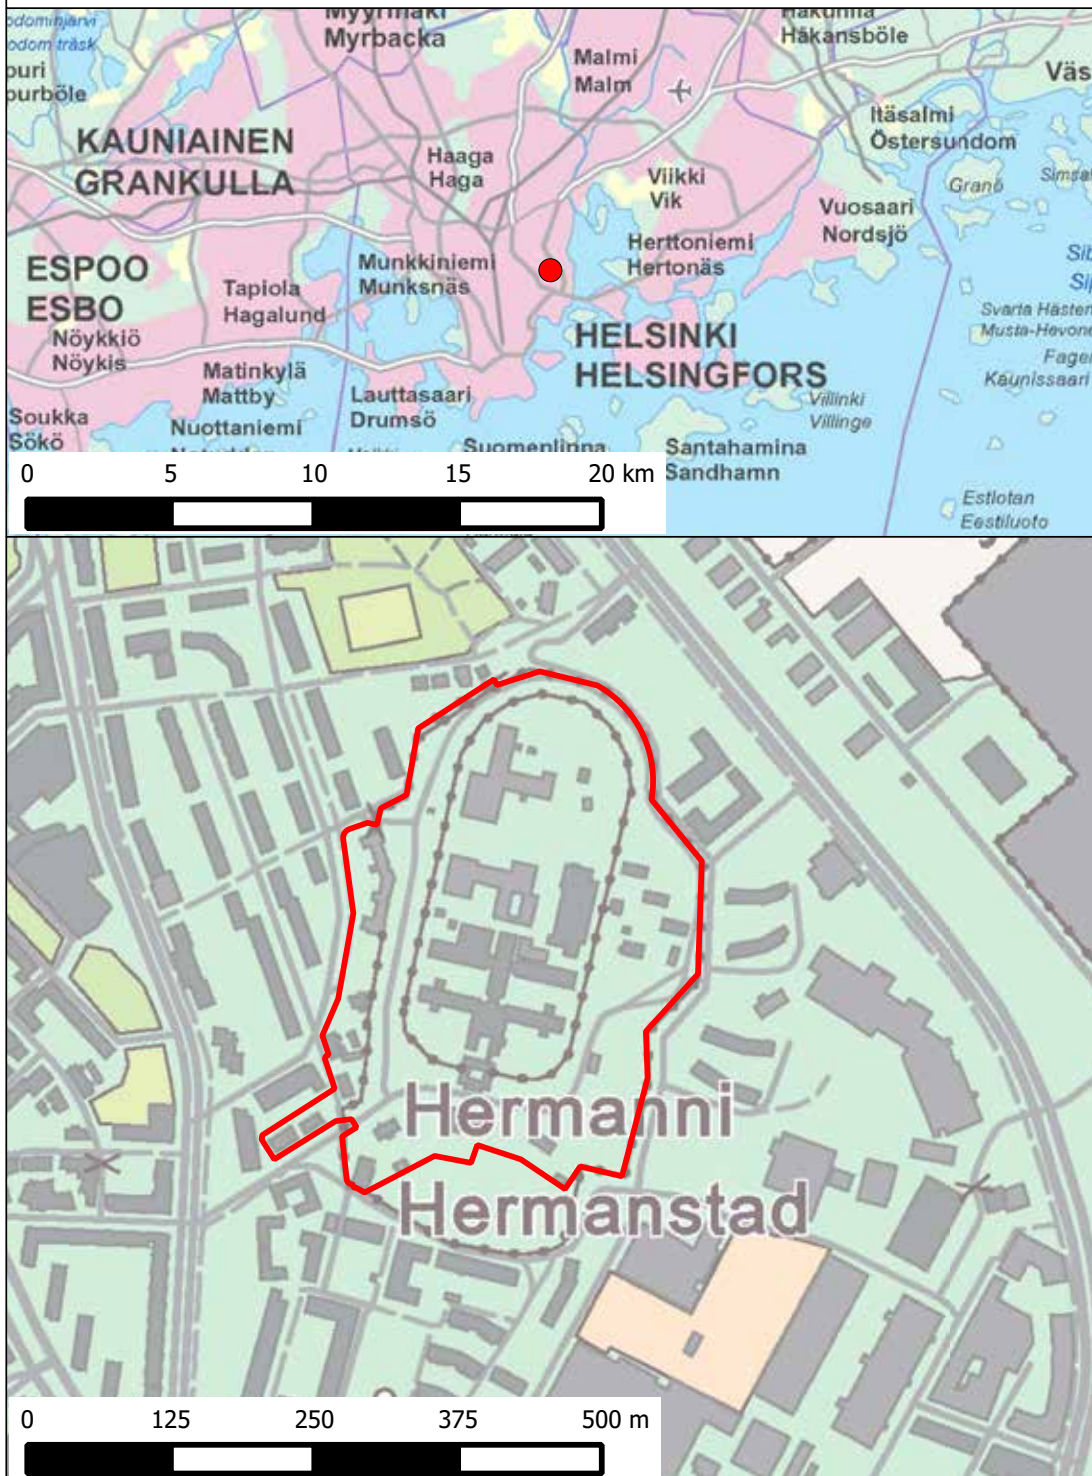 Myrbacka
Håkansböle
odom träsk
Malmi
Malm
Väs
Itäsalmi
Östersundom
KAUNIAINEN
GRANKULLA
Haaga
Haga
Viikki
Vik
Granö
Vuosaari
Nordsjö
Herttoniemi
Hertonäs
Munkkiniemi
Munksnäs
ESPOO
ESBO
Tapiola
Hagalund
Svarta Hästen
Musta-Hevone
Nöykkiö
Nöykis
HELSINKI
HELSINGFORS
Matinkylä
Mattby
Kaunissaari
Lauttasaari
Drumsö
Villinki
Villinge
Soukka
Sökö
Nuottaniemi
Suomenlinna
Santahamina
Sandhamn
Estlotan
Eestiluoto
0 5 10 15 20 km
Hermanni
Hermanstad
0 125 250 375 500 m